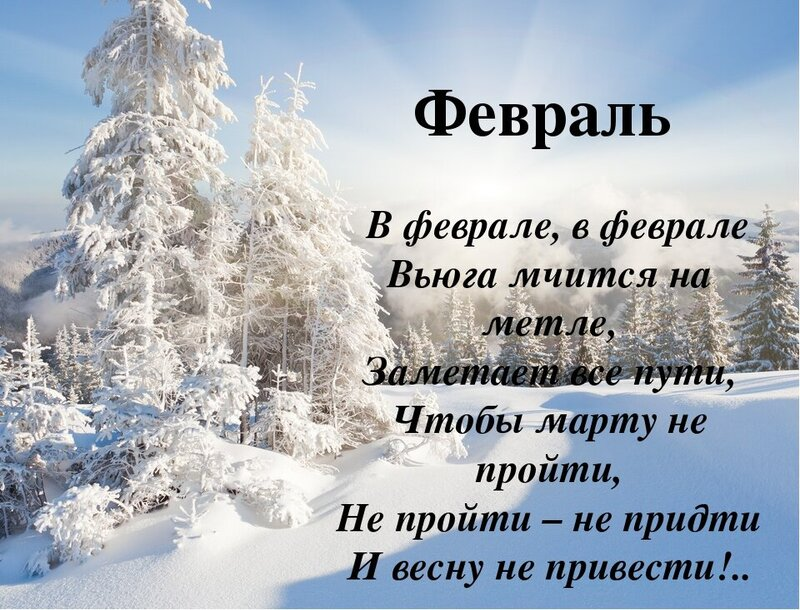 Февраль
В феврале, в феврале
Вьюга мчится на
метле,
Заметает все пути,
Чтобы марту не
пройти,
Не пройти – не придти
И весну не привести!..